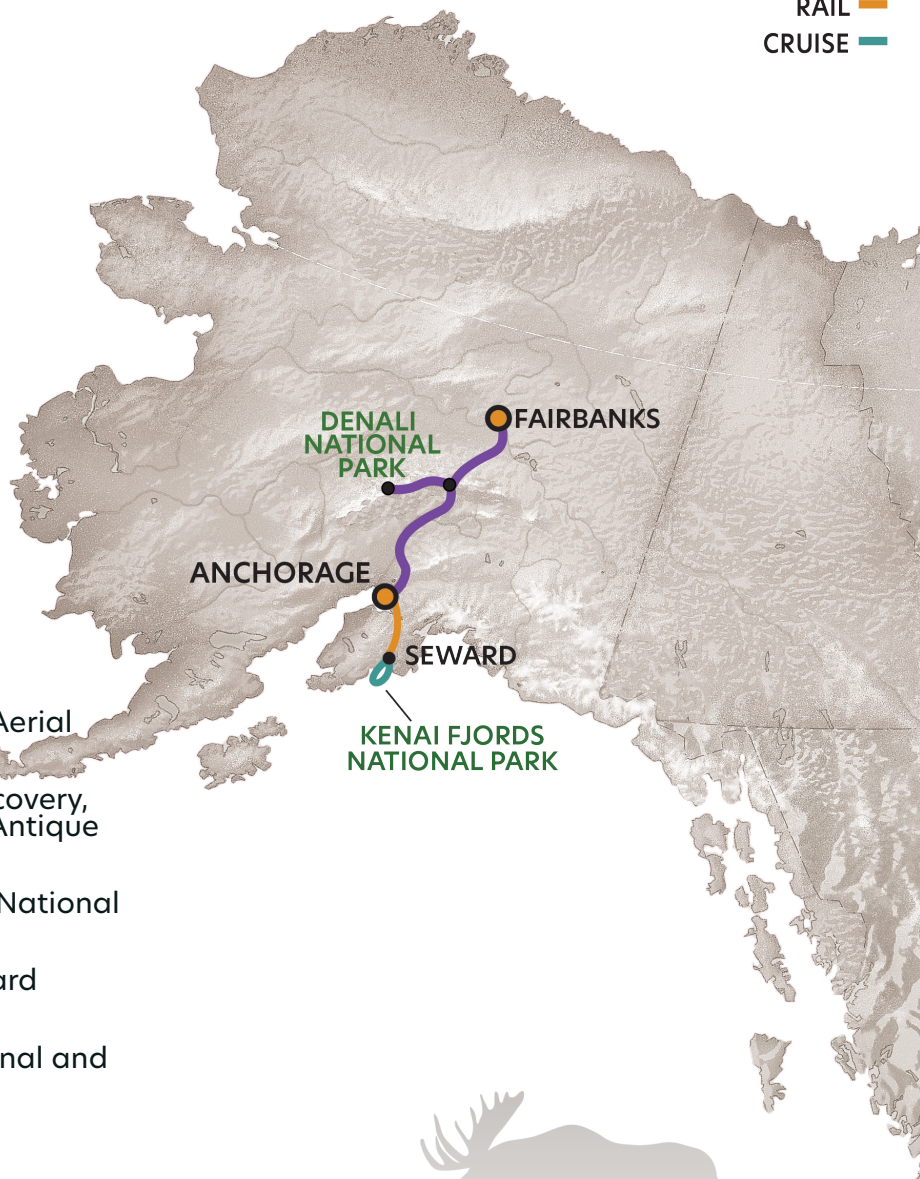 RAIL
CRUISE
DENALI
NATIONAL
PARK
FAIRBANKS
ANCHORAGE
SEWARD
KENAI FJORDS
NATIONAL PARK
Aerial
covery,
Antique
National
ard
nal and